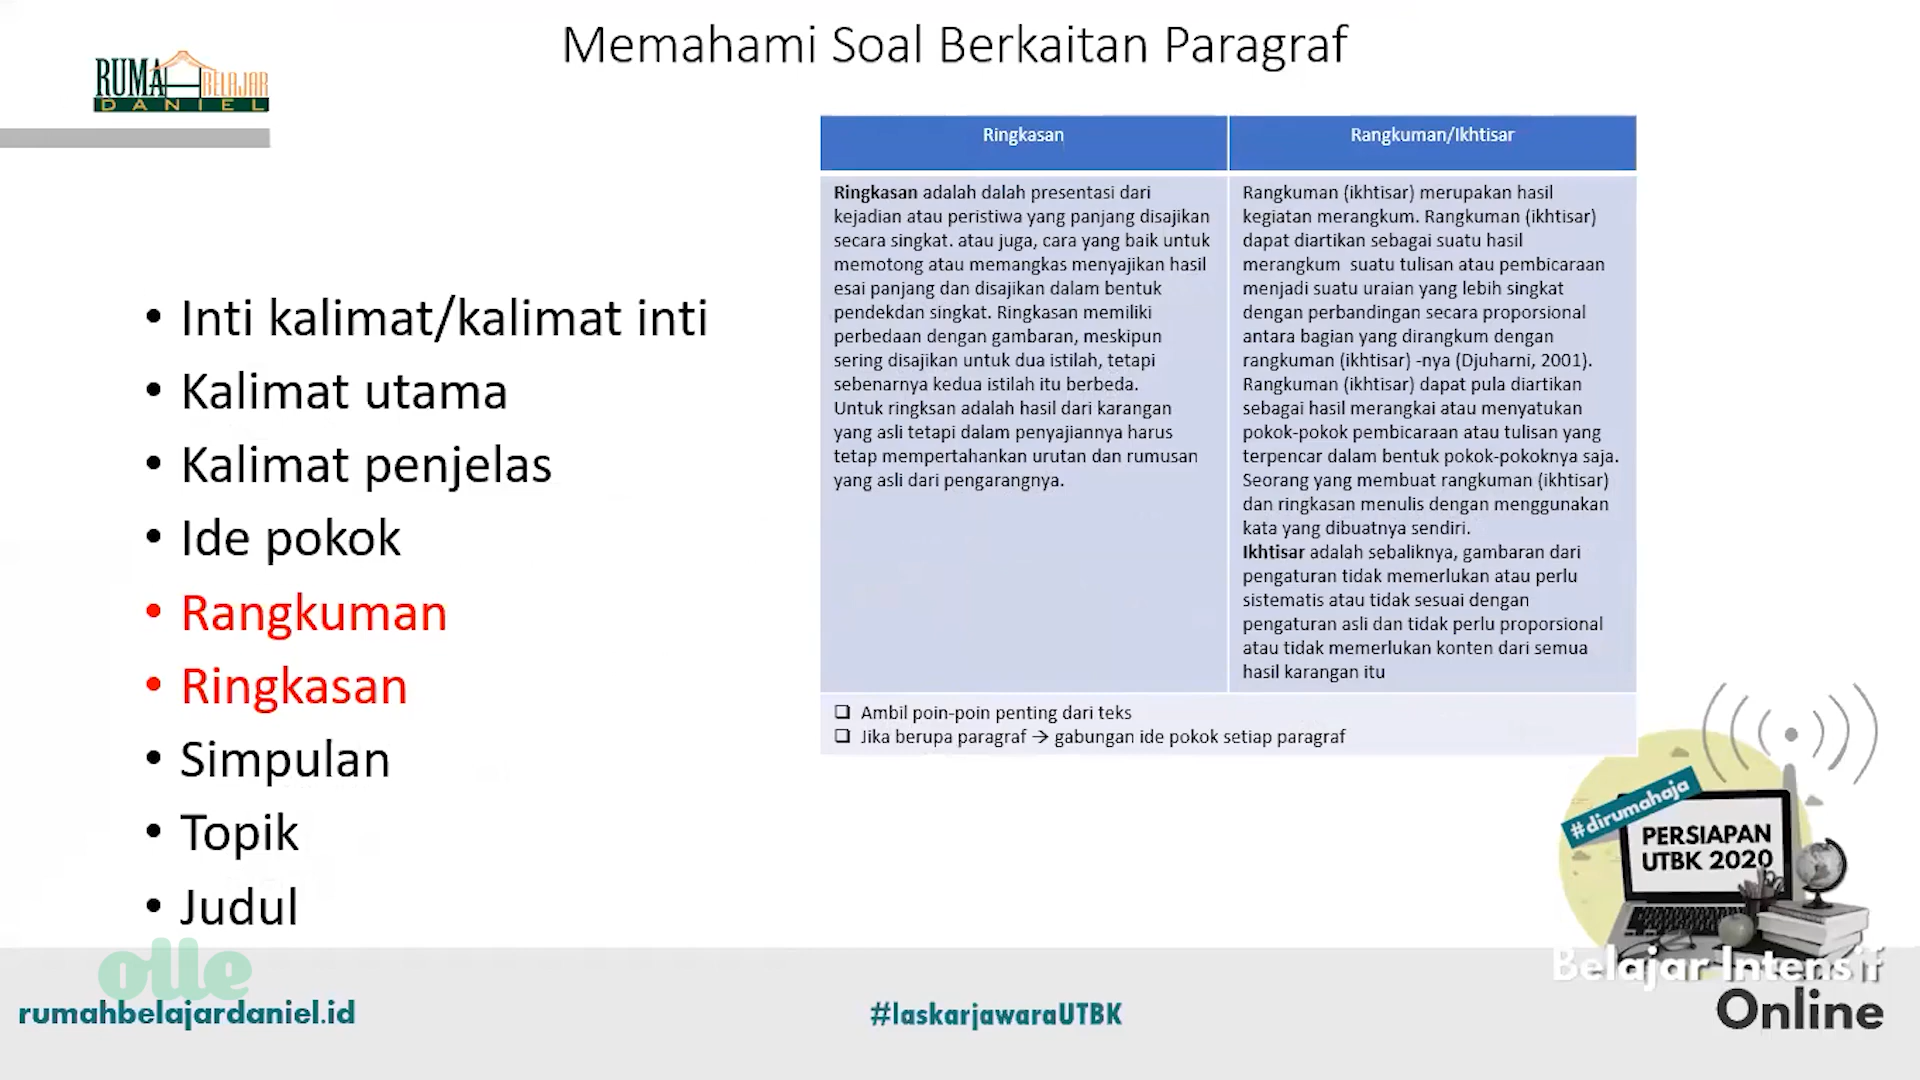 Memahami Soal Berkaitan Paragraf
RUMA BELAJAR
DANIEL
• Inti kalimat/kalimat inti
• Kalimat utama
• Kalimat penjelas
• Ide pokok
• Rangkuman
• Ringkasan
• Simpulan
• Topik
• Judul
Ringkasan
Ringkasan adalah dalah presentasi dari
kejadian atau peristiwa yang panjang disajikan
secara singkat. atau juga, cara yang baik untuk
memotong atau memangkas menyajikan hasil
esai panjang dan disajikan dalam bentuk
pendekdan singkat. Ringkasan memiliki
perbedaan dengan gambaran, meskipun
sering disajikan untuk dua istilah, tetapi
sebenarnya kedua istilah itu berbeda.
Untuk ringksan adalah hasil dari karangan
yang asli tetapi dalam penyajiannya harus
tetap mempertahankan urutan dan rumusan
yang asli dari pengarangnya.
Rangkuman/Ikhtisar
Rangkuman (ikhtisar) merupakan hasil
kegiatan merangkum. Rangkuman (ikhtisar)
dapat diartikan sebagai suatu hasil
merangkum suatu tulisan atau pembicaraan
menjadi suatu uraian yang lebih singkat
dengan perbandingan secara proporsional
antara bagian yang dirangkum dengan
rangkuman (ikhtisar) -nya (Djuharni, 2001).
Rangkuman (ikhtisar) dapat pula diartikan
sebagai hasil merangkai atau menyatukan
pokok-pokok pembicaraan atau tulisan yang
terpencar dalam bentuk pokok-pokoknya saja.
Seorang yang membuat rangkuman (ikhtisar)
dan ringkasan menulis dengan menggunakan
kata yang dibuatnya sendiri.
Ikhtisar adalah sebaliknya, gambaran dari
pengaturan tidak memerlukan atau perlu
sistematis atau tidak sesuai dengan
pengaturan asli dan tidak perlu proporsional
atau tidak memerlukan konten dari semua
hasil karangan itu
❑ Ambil poin-poin penting dari teks
❑ Jika berupa paragraf → gabungan ide pokok setiap paragraf
#dirumahaja
PERSIAPAN
UTBK 2020
Belajar Intensif
Online
olle
rumahbelajardaniel.id
#laskarjawaraUTBK